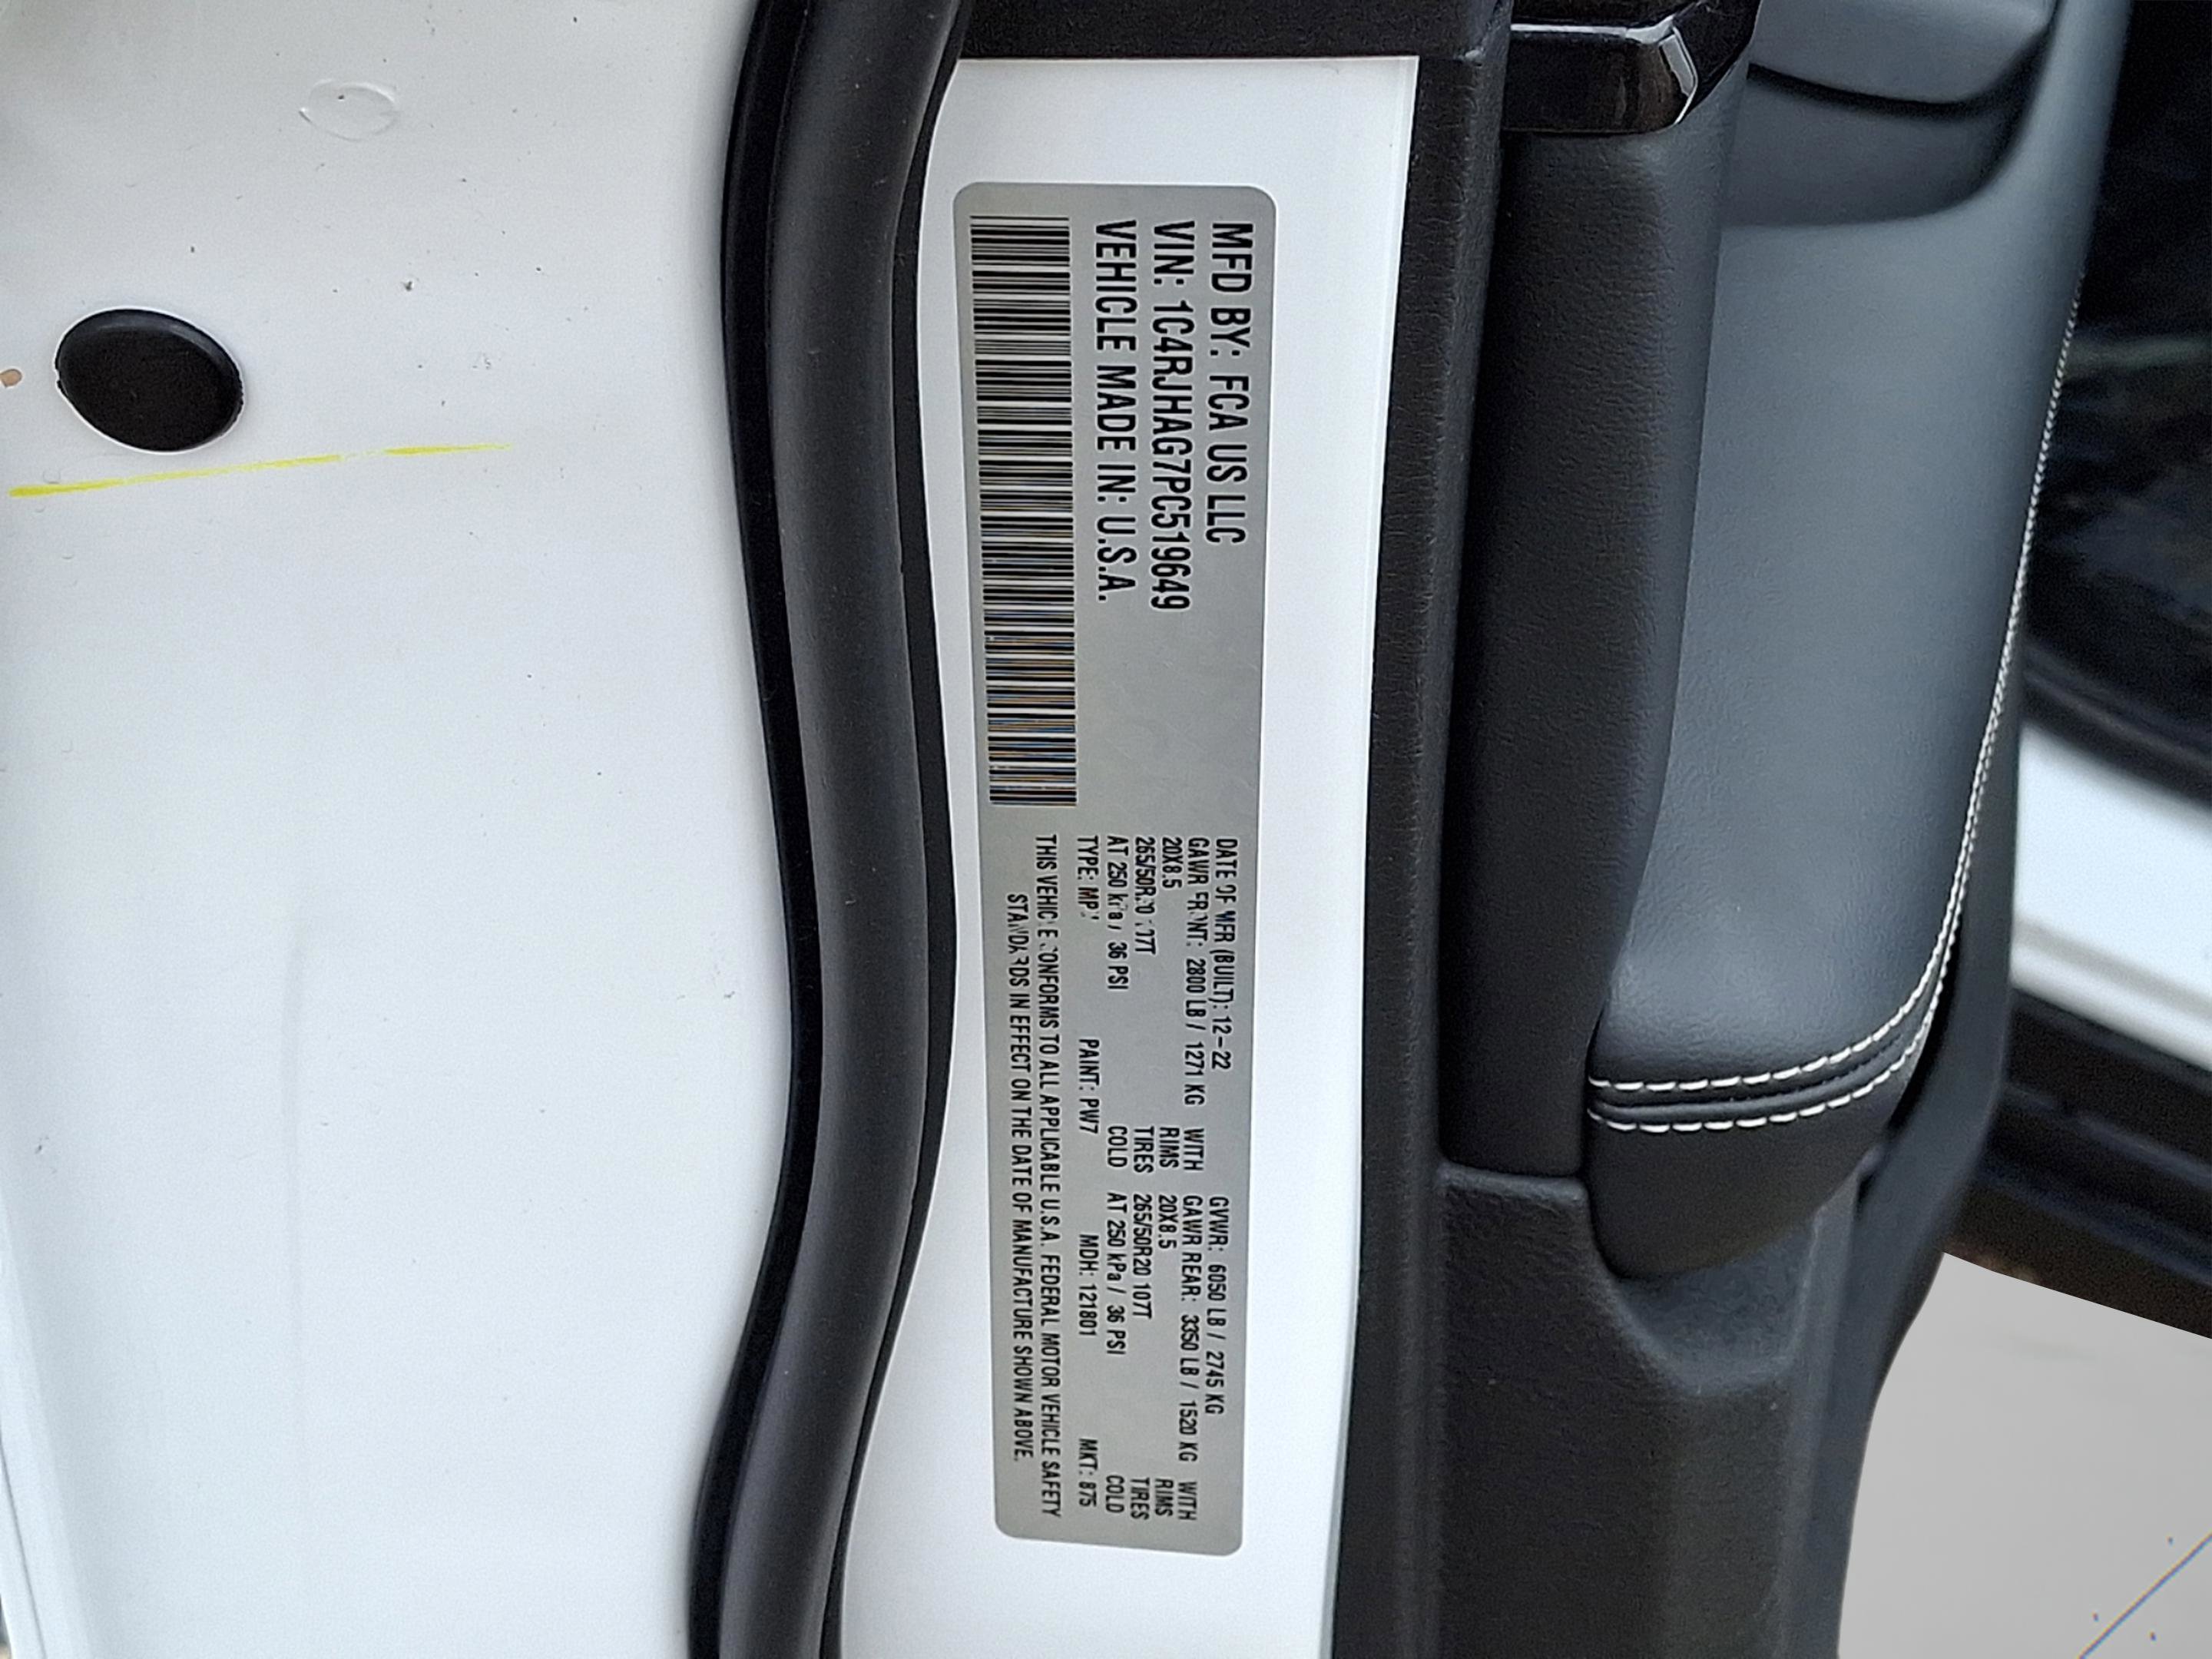 MFD BY: FCA US LLC
VIN: 1C4RJHAG7PC519649
VEHICLE MADE IN: U.S.A.
DATE OF MFR (BUILT): 12-22 GVWR: 6050 LB / 2745 KG
GAWR FRONT: 2800 LB / 1271 KG WITH GAWR REAR: 3350 LB / 1520 KG WITH
20X8.5 RIMS 20X8.5 RIMS
265/50R20 107T TIRES 265/50R20 107T TIRES
AT 250 kPa / 36 PSI COLD AT 250 kPa / 36 PSI COLD
TYPE: MPV PAINT: PW7 MDH: 121801 MKT: 875
THIS VEHICLE CONFORMS TO ALL APPLICABLE U.S.A. FEDERAL MOTOR VEHICLE SAFETY
STANDARDS IN EFFECT ON THE DATE OF MANUFACTURE SHOWN ABOVE.